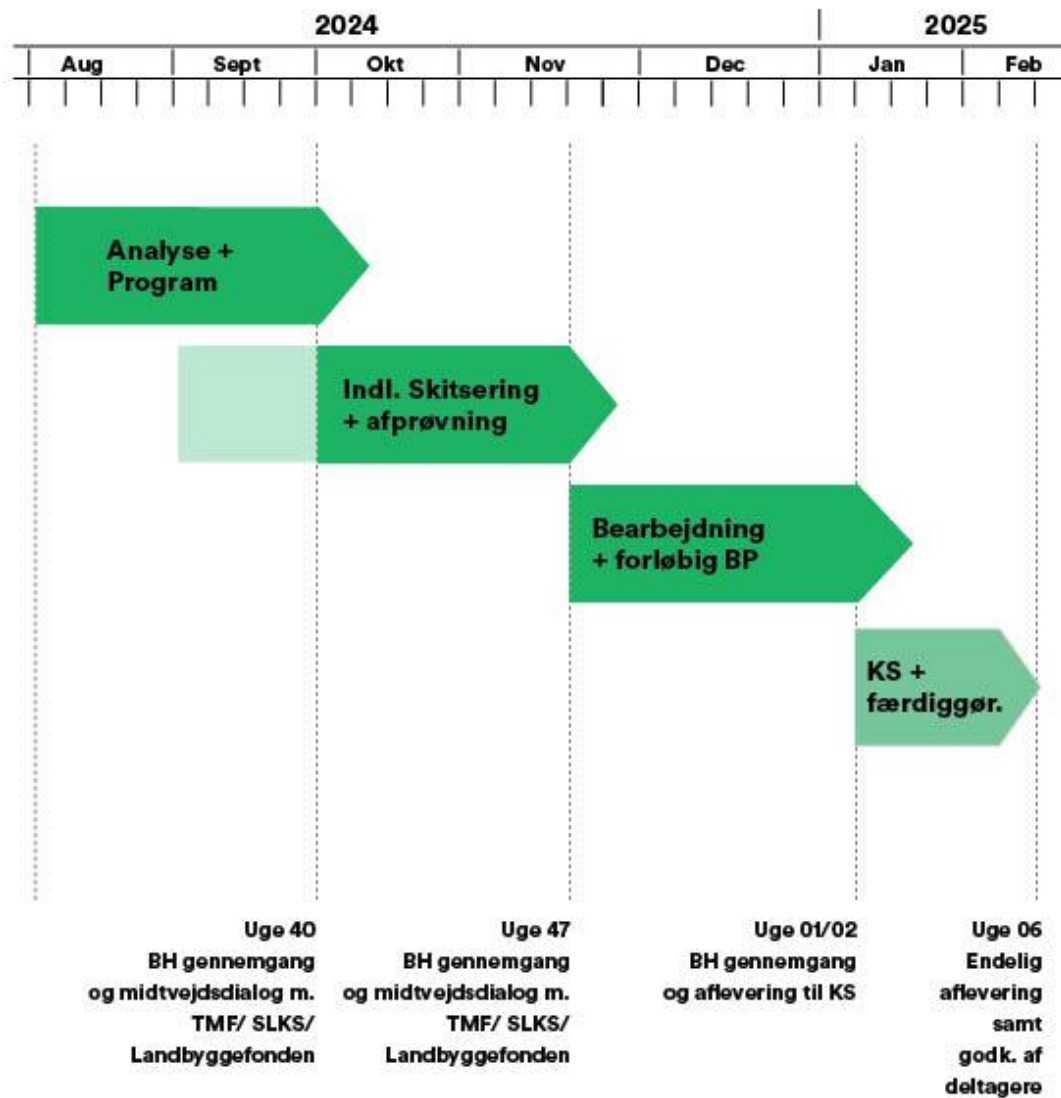 2024 2025
Aug Sept Okt Nov Dec Jan Feb
Analyse +
Program
Indl. Skitsering
+ afprøvning
Bearbejdning
+ forløbig BP
KS +
færdiggør.
Uge 40
BH gennemgang
og midtvejdsdialog m.
TMF/ SLKS/
Landbyggefonden
Uge 47
BH gennemgang
og midtvejdsdialog m.
TMF/ SLKS/
Landbyggefonden
Uge 01/02
BH gennemgang
og aflevering til KS
Uge 06
Endelig
aflevering
samt
godk. af
deltagere